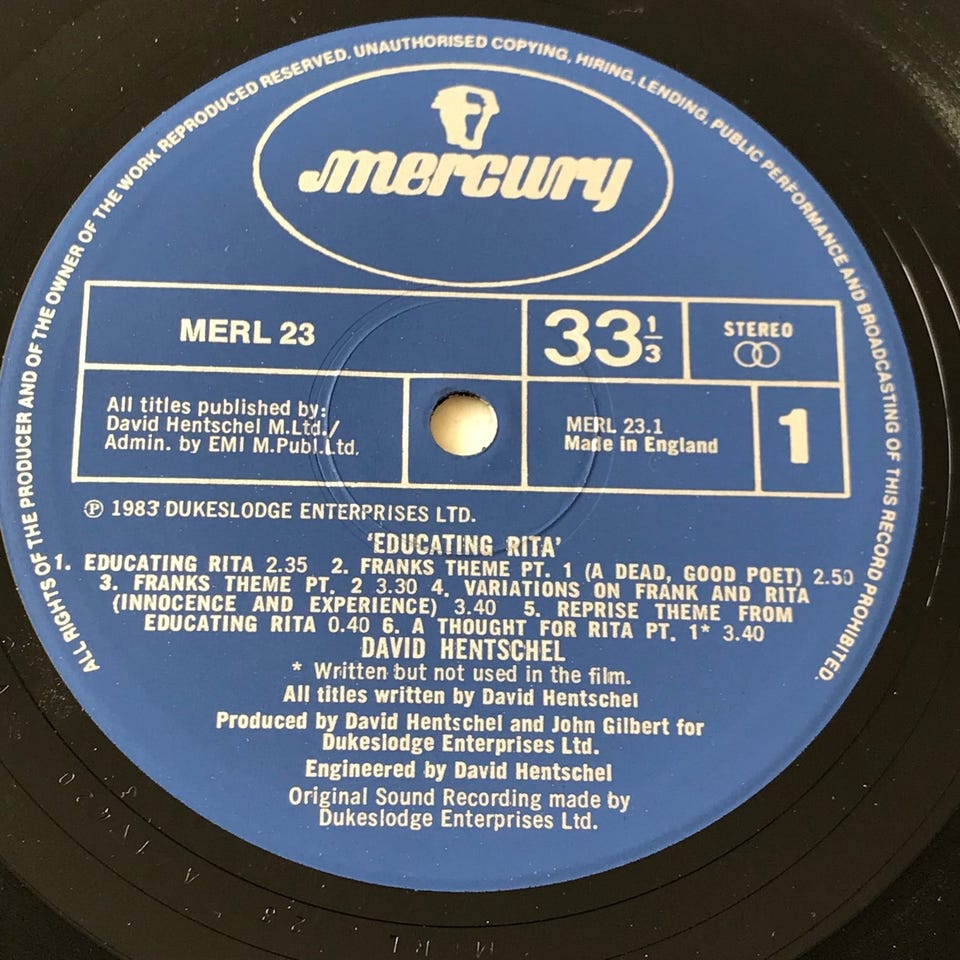 ALL RIGHTS OF THE PRODUCER AND OF THE OWNER OF THE WORK REPRODUCED RESERVED. UNAUTHORISED COPYING, HIRING, LENDING, PUBLIC PERFORMANCE AND BROADCASTING OF THIS RECORD PROHIBITED.
mercury
MERL 23
33 1/3
STEREO
All titles published by:
David Hentschel M.Ltd./
Admin. by EMI M.Publ.Ltd.
MERL 23.1
Made in England
1
Ⓟ 1983 DUKESLODGE ENTERPRISES LTD.
'EDUCATING RITA'
1. EDUCATING RITA 2.35 2. FRANKS THEME PT. 1 (A DEAD, GOOD POET) 2.50
3. FRANKS THEME PT. 2 3.30 4. VARIATIONS ON FRANK AND RITA
(INNOCENCE AND EXPERIENCE) 3.40 5. REPRISE THEME FROM
EDUCATING RITA 0.40 6. A THOUGHT FOR RITA PT. 1* 3.40
DAVID HENTSCHEL
* Written but not used in the film.
All titles written by David Hentschel
Produced by David Hentschel and John Gilbert for
Dukeslodge Enterprises Ltd.
Engineered by David Hentschel
Original Sound Recording made by
Dukeslodge Enterprises Ltd.